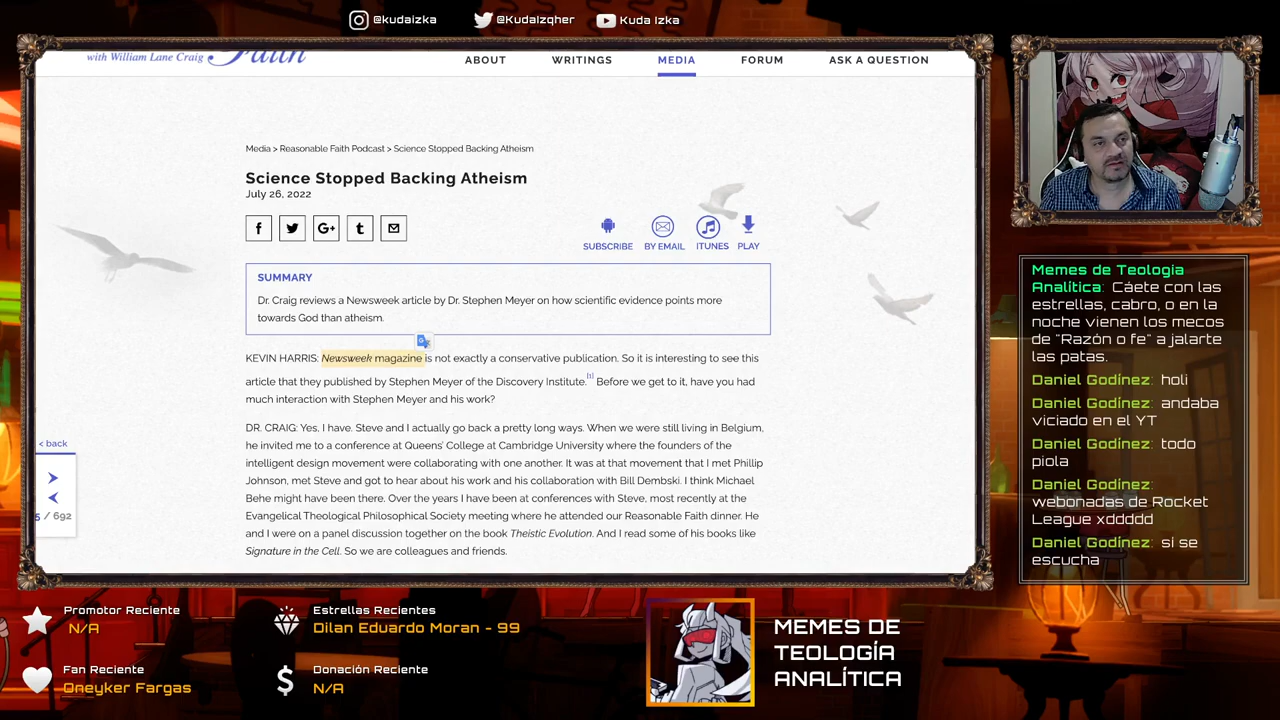 @kudaizka
@KudaIzqher
Kuda Izka
with William Lane Craig Faith
ABOUT
WRITINGS
MEDIA
FORUM
ASK A QUESTION
Media > Reasonable Faith Podcast > Science Stopped Backing Atheism
Science Stopped Backing Atheism
July 26, 2022
SUBSCRIBE
BY EMAIL
ITUNES
PLAY
SUMMARY
Dr. Craig reviews a Newsweek article by Dr. Stephen Meyer on how scientific evidence points more
towards God than atheism.
KEVIN HARRIS: Newsweek magazine is not exactly a conservative publication. So it is interesting to see this
article that they published by Stephen Meyer of the Discovery Institute.[1] Before we get to it, have you had
much interaction with Stephen Meyer and his work?
DR. CRAIG: Yes, I have. Steve and I actually go back a pretty long ways. When we were still living in Belgium,
he invited me to a conference at Queens' College at Cambridge University where the founders of the
intelligent design movement were collaborating with one another. It was at that movement that I met Phillip
Johnson, met Steve and got to hear about his work and his collaboration with Bill Dembski. I think Michael
Behe might have been there. Over the years I have been at conferences with Steve, most recently at the
Evangelical Theological Philosophical Society meeting where he attended our Reasonable Faith dinner. He
and I were on a panel discussion together on the book Theistic Evolution. And I read some of his books like
Signature in the Cell. So we are colleagues and friends.
< back
5 / 692
Memes de Teologia
Analítica: Cáete con las
estrellas, cabro, o en la
noche vienen los mecos
de "Razón o fe" a jalarte
las patas.
Daniel Godínez: holi
Daniel Godínez: andaba
viciado en el YT
Daniel Godínez: todo
piola
Daniel Godínez:
webonadas de Rocket
League xddddd
Daniel Godínez: si se
escucha
Promotor Reciente
N/A
Estrellas Recientes
Dilan Eduardo Moran - 99
Fan Reciente
Oneyker Fargas
Donación Reciente
N/A
MEMES DE
TEOLOGÍA
ANALÍTICA